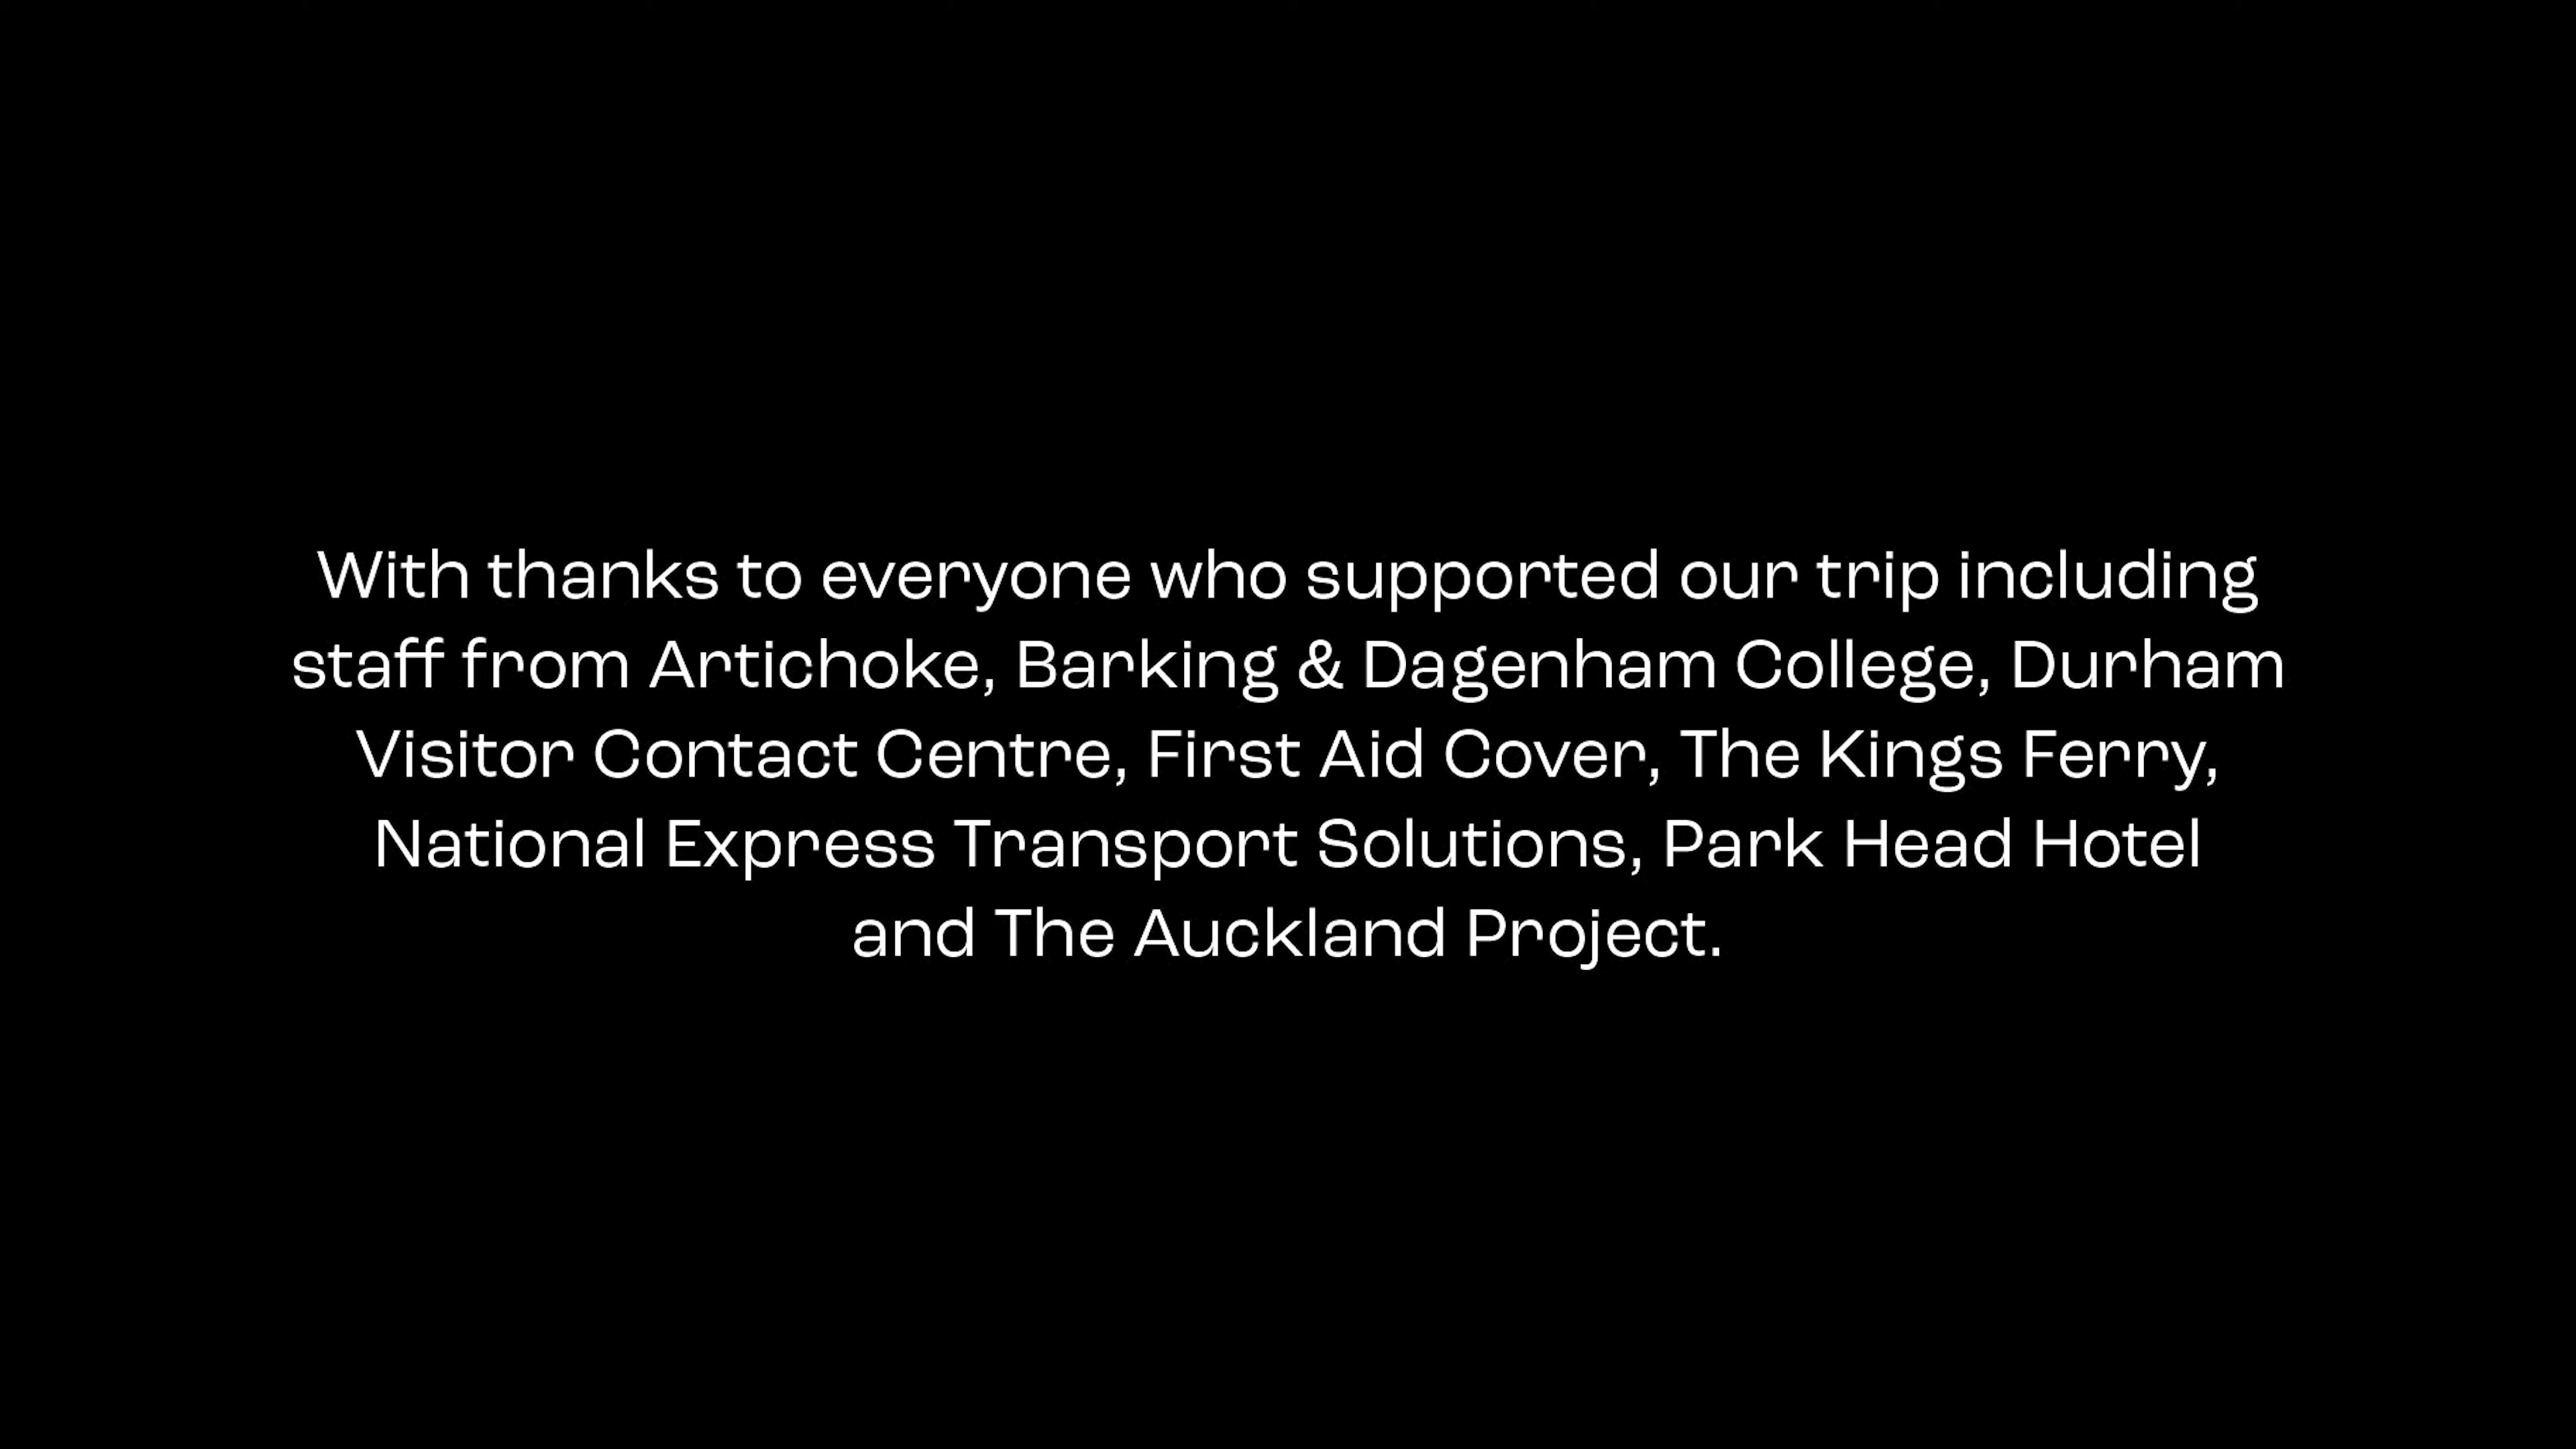 With thanks to everyone who supported our trip including
staff from Artichoke, Barking & Dagenham College, Durham
Visitor Contact Centre, First Aid Cover, The Kings Ferry,
National Express Transport Solutions, Park Head Hotel
and The Auckland Project.